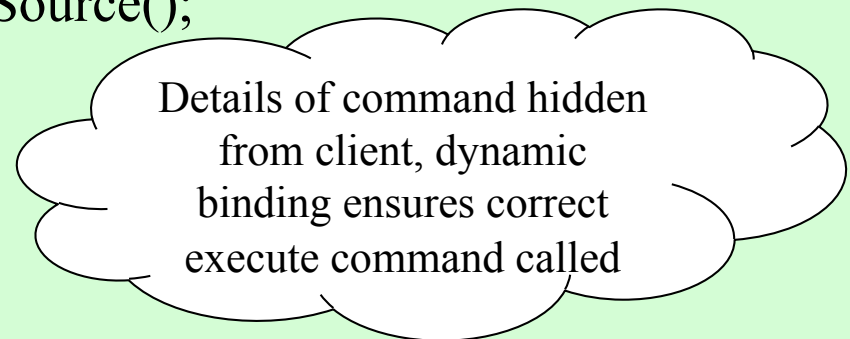 Source();
Details of command hidden
from client, dynamic
binding ensures correct
execute command called